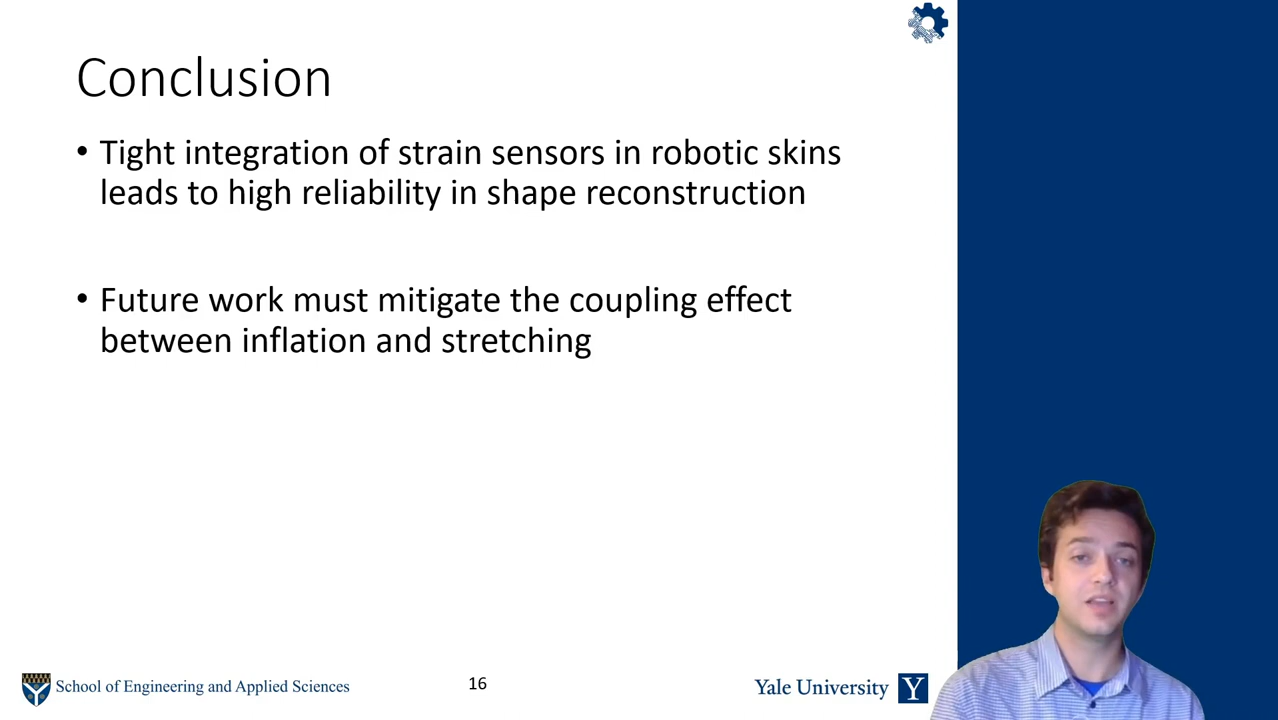 Conclusion
• Tight integration of strain sensors in robotic skins
leads to high reliability in shape reconstruction
• Future work must mitigate the coupling effect
between inflation and stretching
School of Engineering and Applied Sciences
16
Yale University Y